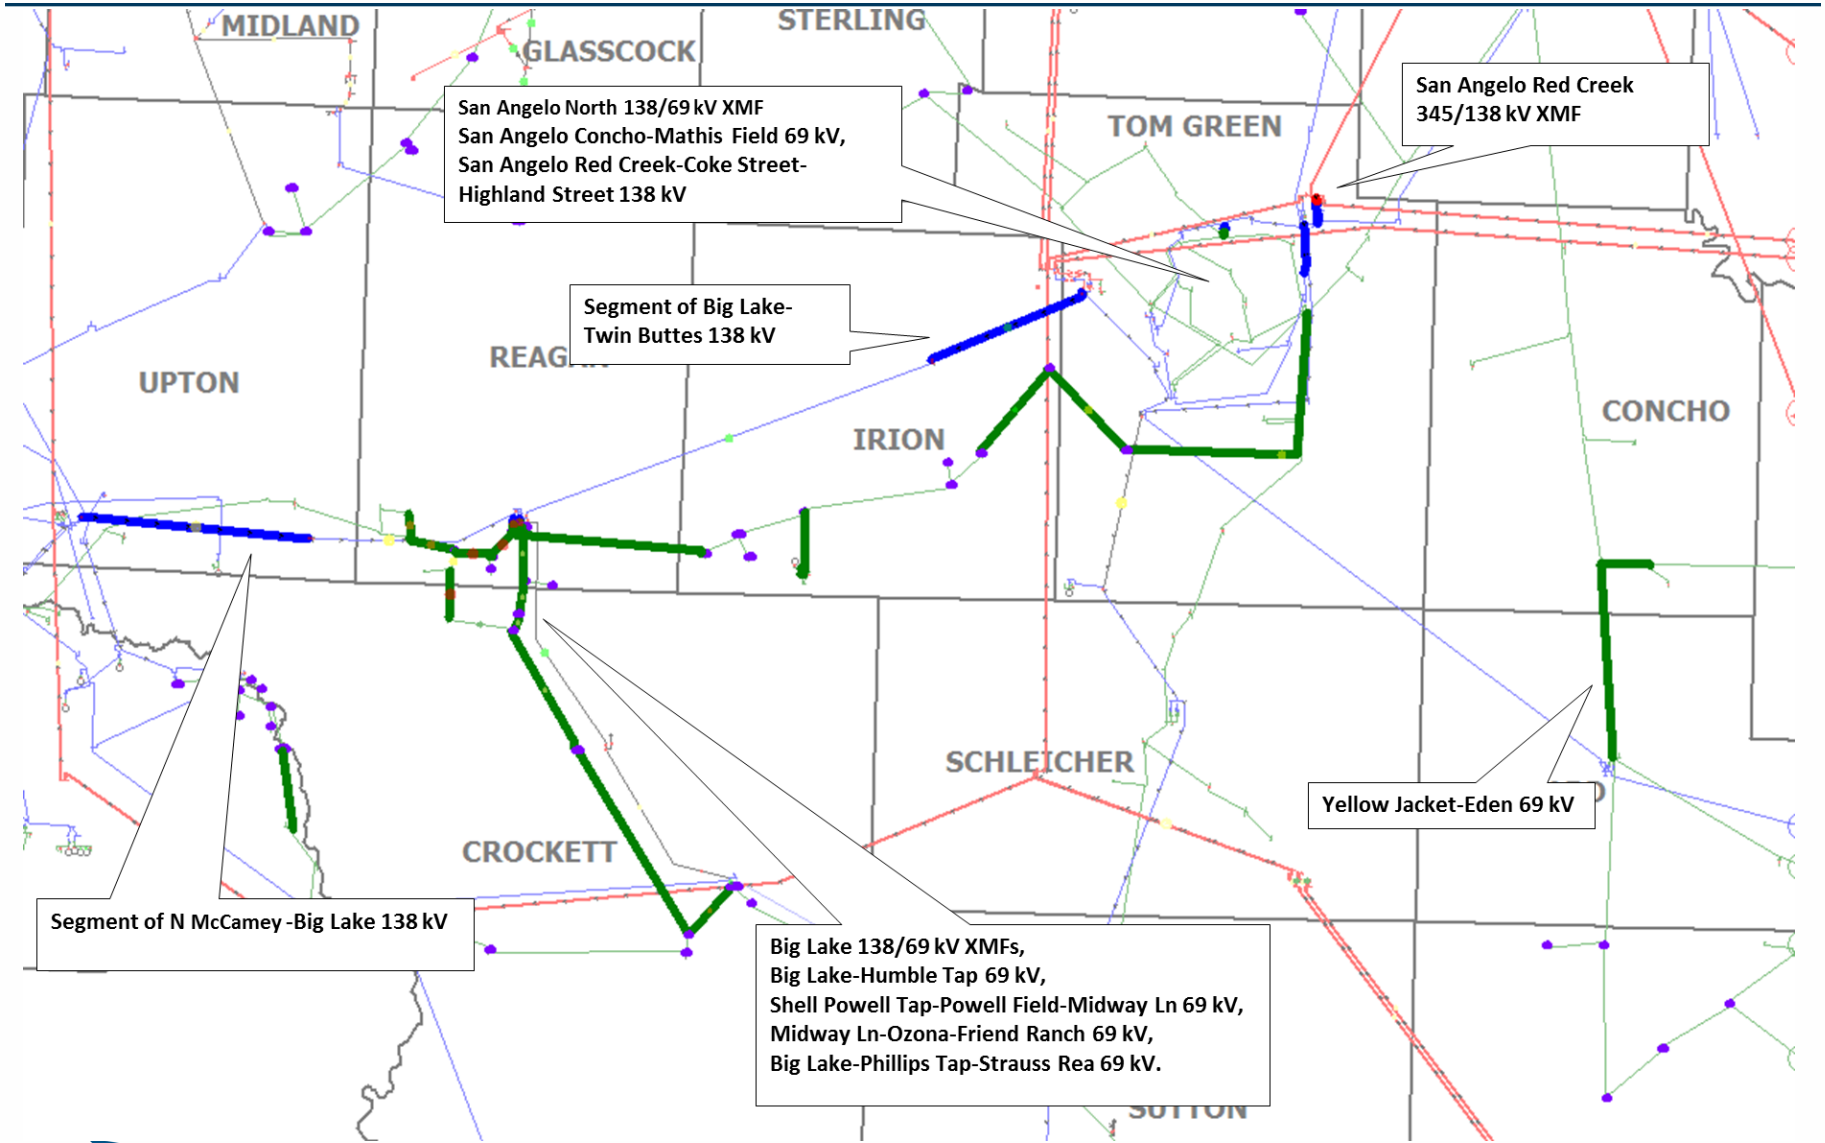 MIDLAND
GLASSCOCK
STERLING
San Angelo North 138/69 kV XMF
San Angelo Concho-Mathis Field 69 kV,
San Angelo Red Creek-Coke Street-
Highland Street 138 kV
TOM GREEN
San Angelo Red Creek
345/138 kV XMF
Segment of Big Lake-
Twin Buttes 138 kV
UPTON
REAGAN
IRION
CONCHO
SCHLEICHER
Yellow Jacket-Eden 69 kV
CROCKETT
Segment of N McCamey -Big Lake 138 kV
Big Lake 138/69 kV XMFs,
Big Lake-Humble Tap 69 kV,
Shell Powell Tap-Powell Field-Midway Ln 69 kV,
Midway Ln-Ozona-Friend Ranch 69 kV,
Big Lake-Phillips Tap-Strauss Rea 69 kV.
SUTTON